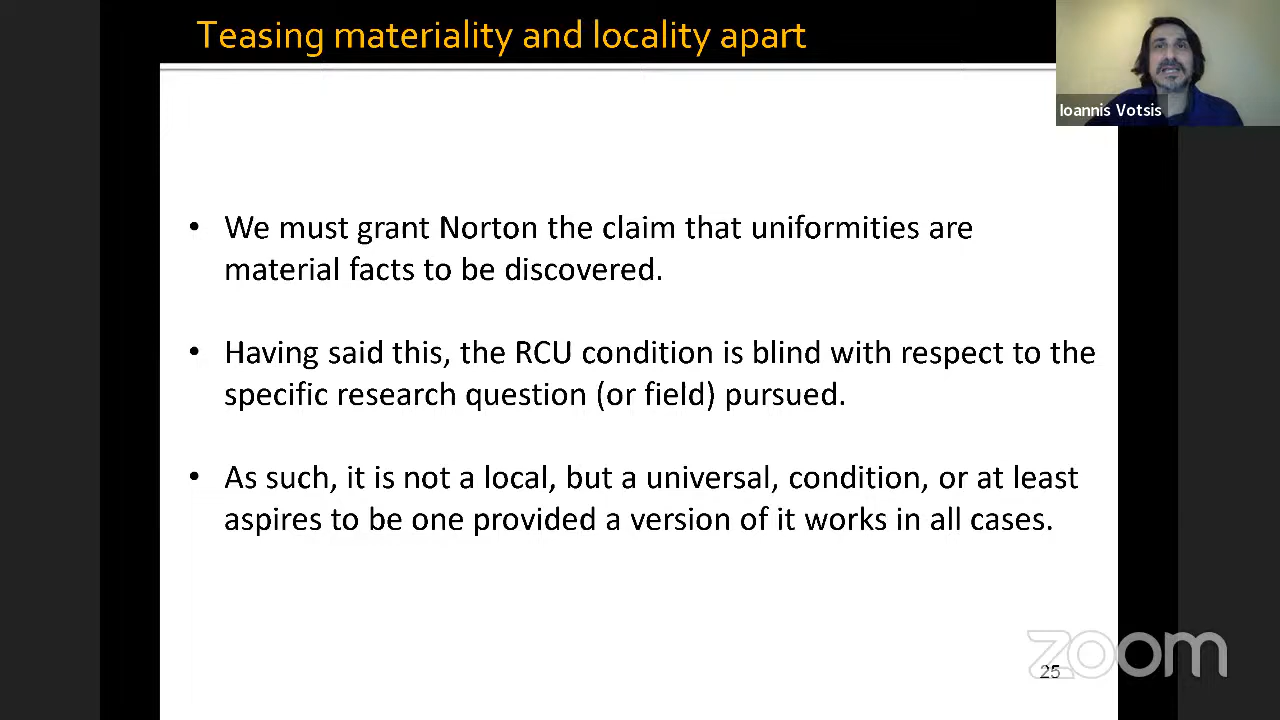 Teasing materiality and locality apart
Ioannis Votsis
• We must grant Norton the claim that uniformities are
material facts to be discovered.
• Having said this, the RCU condition is blind with respect to the
specific research question (or field) pursued.
• As such, it is not a local, but a universal, condition, or at least
aspires to be one provided a version of it works in all cases.
zoom
25